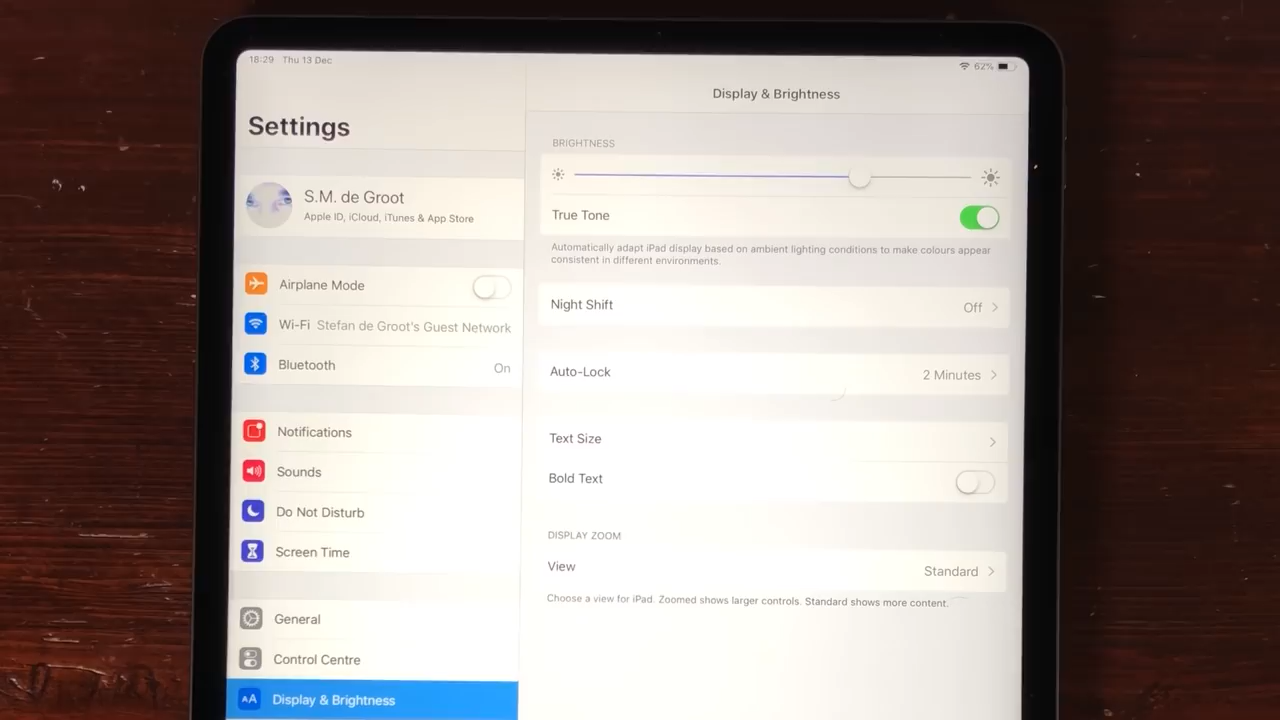 18:29 Thu 13 Dec
62%
Settings
S.M. de Groot
Apple ID, iCloud, iTunes & App Store
Airplane Mode
Wi-Fi Stefan de Groot's Guest Network
Bluetooth On
Notifications
Sounds
Do Not Disturb
Screen Time
General
Control Centre
AA Display & Brightness
Display & Brightness
BRIGHTNESS
True Tone
Automatically adapt iPad display based on ambient lighting conditions to make colours appear
consistent in different environments.
Night Shift Off
Auto-Lock 2 Minutes
Text Size
Bold Text
DISPLAY ZOOM
View Standard
Choose a view for iPad. Zoomed shows larger controls. Standard shows more content.